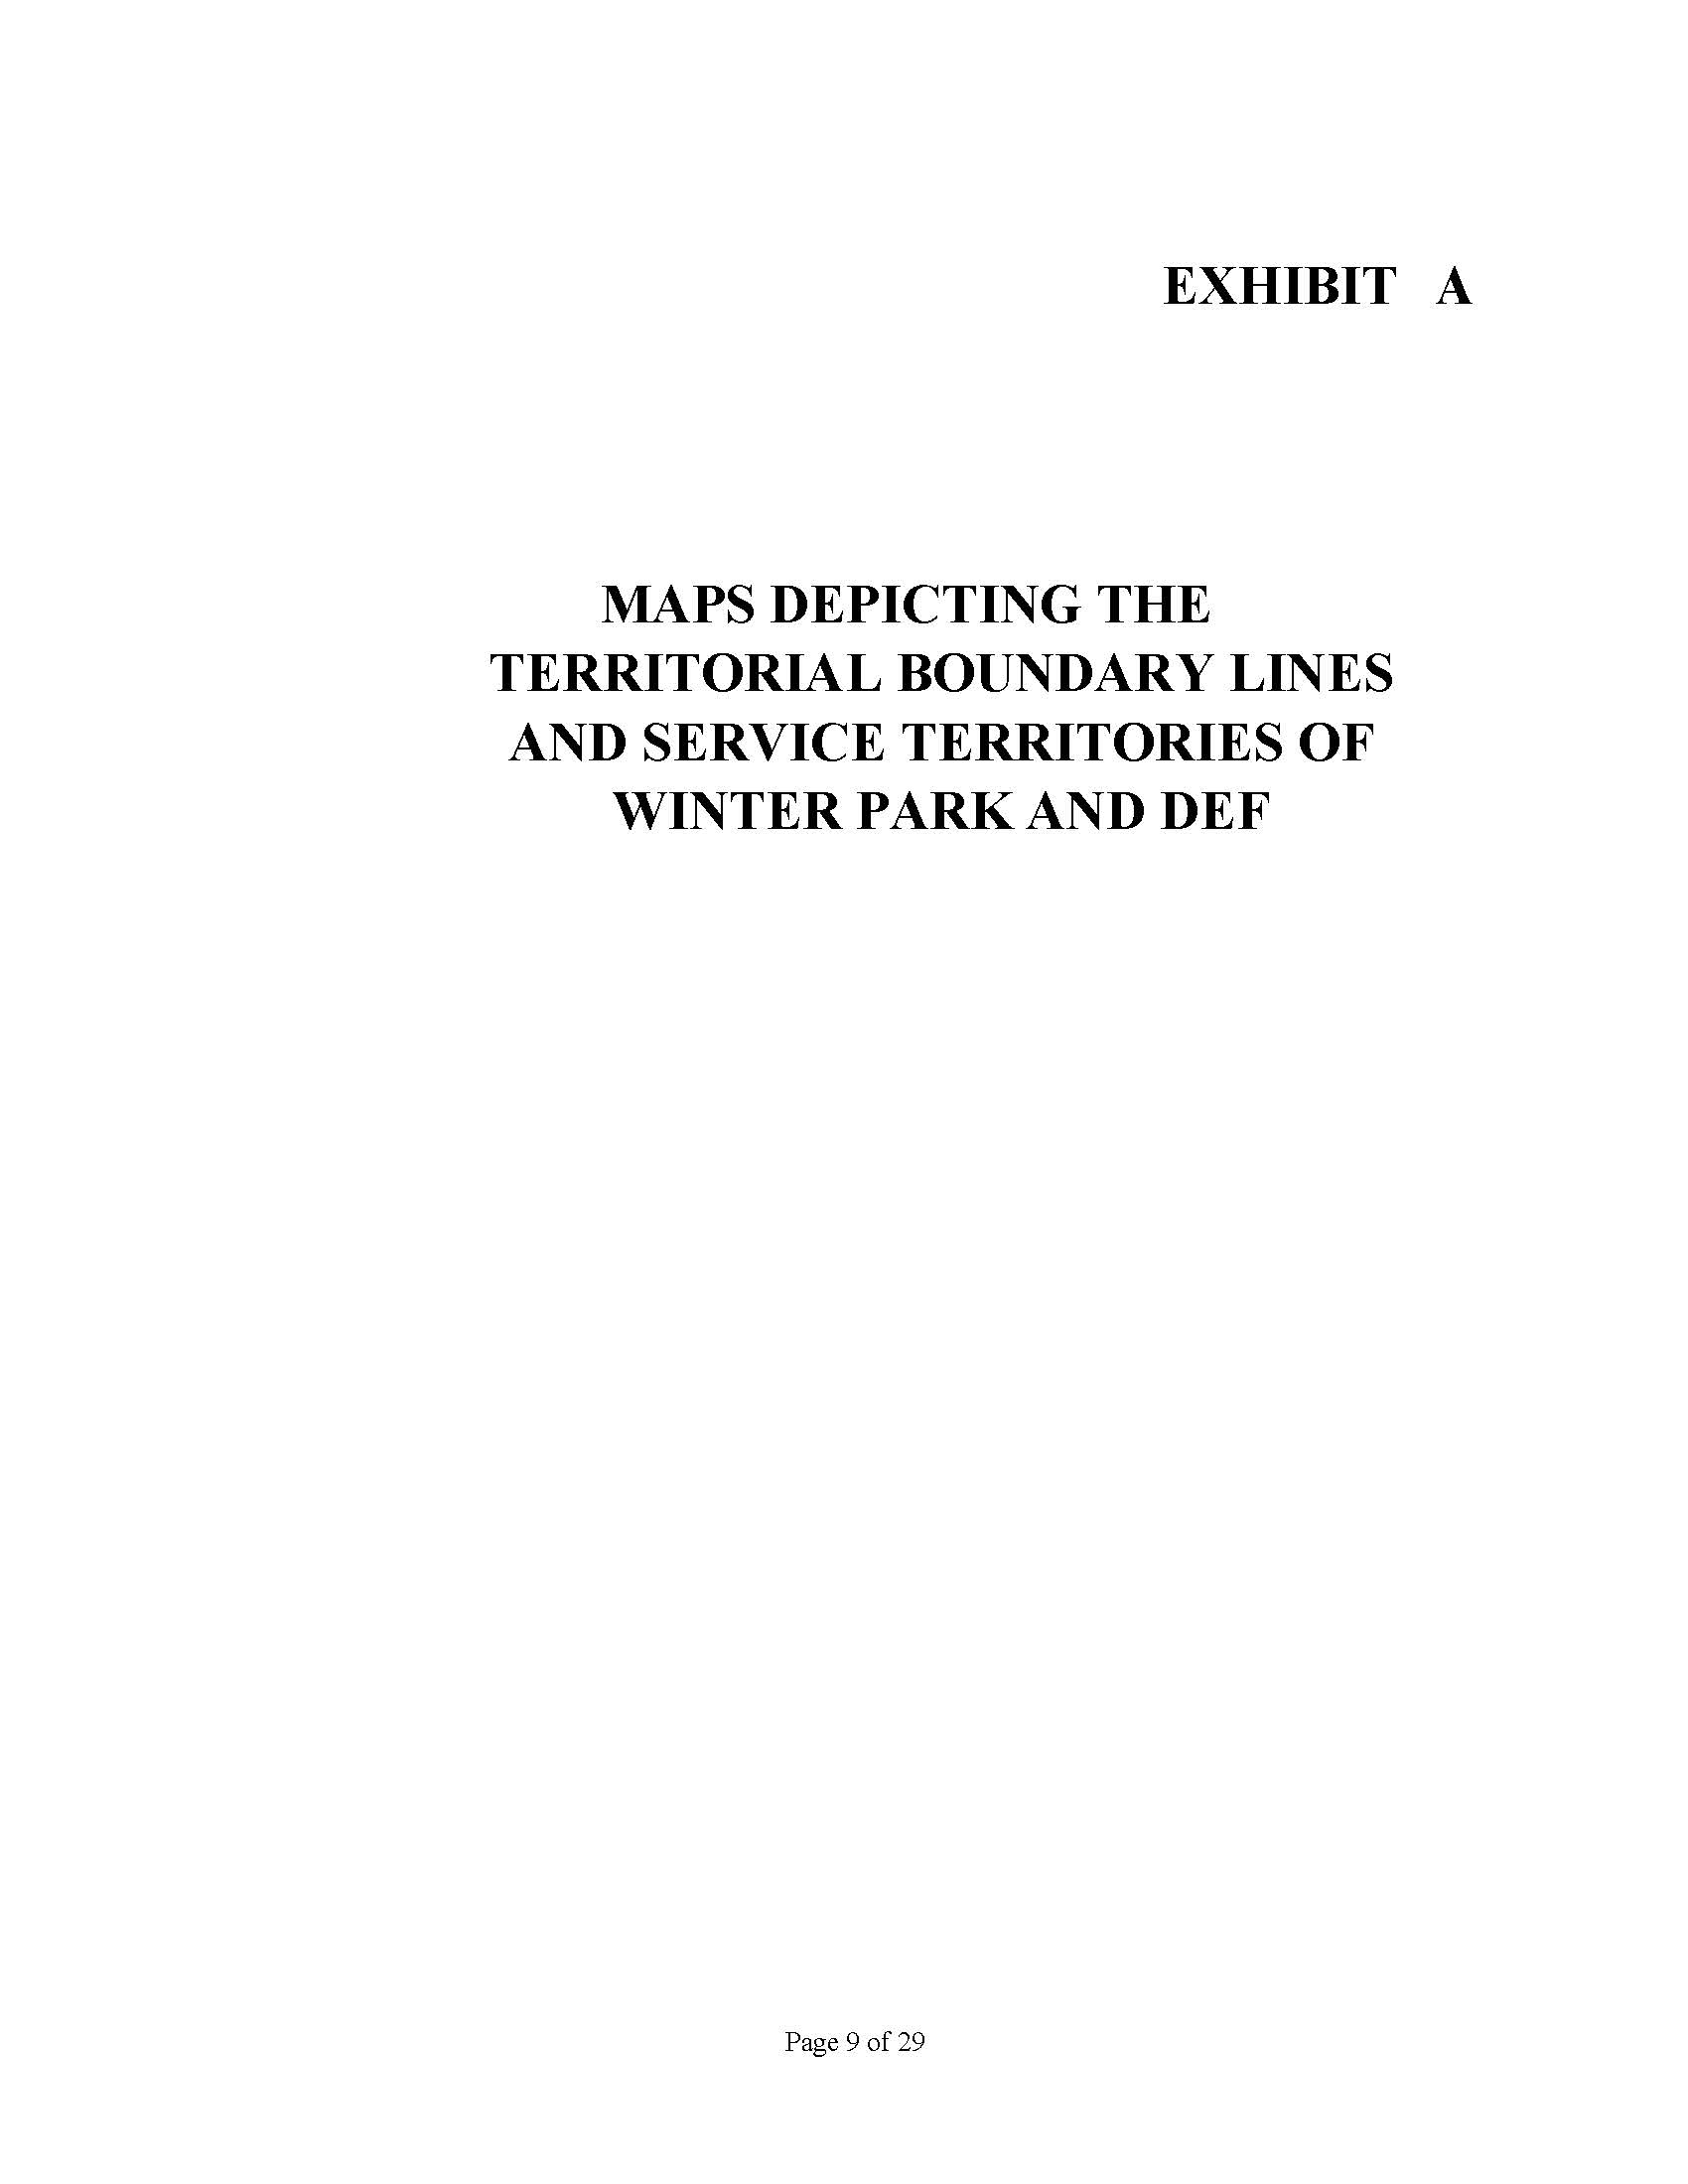 EXHIBIT A
MAPS DEPICTING THE
TERRITORIAL BOUNDARY LINES
AND SERVICE TERRITORIES OF
WINTER PARK AND DEF
Page 9 of 29